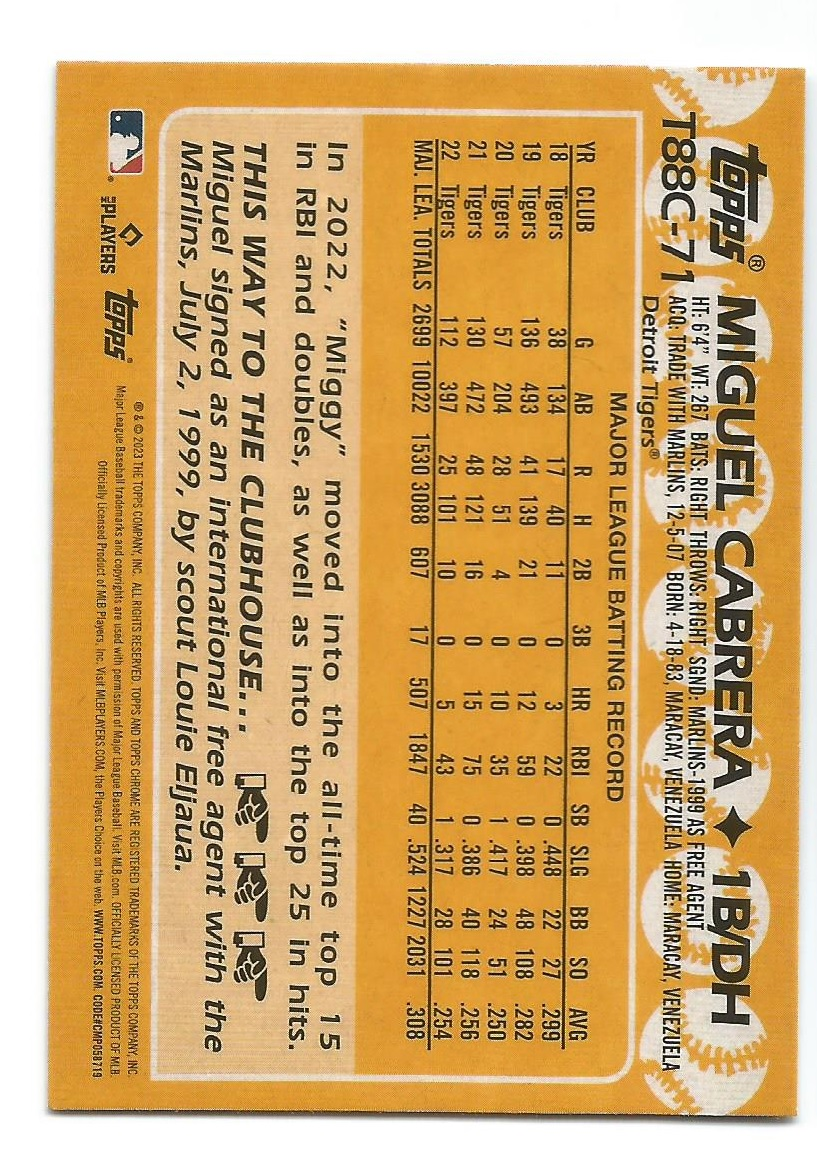 topps®
T88C-71
MIGUEL CABRERA ◆ 1B/DH
HT: 6'4" WT: 267 BATS: RIGHT THROWS: RIGHT SGND: MARLINS-1999 AS FREE AGENT
ACQ: TRADE WITH MARLINS, 12-5-07 BORN: 4-18-83, MARACAY, VENEZUELA HOME: MARACAY, VENEZUELA
Detroit Tigers®
MAJOR LEAGUE BATTING RECORD
YR CLUB G AB R H 2B 3B HR RBI SB SLG BB SO AVG
18 Tigers 38 134 17 40 11 0 3 22 0 .448 22 27 .299
19 Tigers 136 493 41 139 21 0 12 59 0 .398 48 108 .282
20 Tigers 57 204 28 51 4 0 10 35 1 .417 24 51 .250
21 Tigers 130 472 48 121 16 0 15 75 0 .386 40 118 .256
22 Tigers 112 397 25 101 10 0 5 43 1 .317 28 101 .254
MAJ. LEA. TOTALS 2699 10022 1530 3088 607 17 507 1847 40 .524 1227 2031 .308
In 2022, "Miggy" moved into the all-time top 15
in RBI and doubles, as well as into the top 25 in hits.
THIS WAY TO THE CLUBHOUSE...
Miguel signed as an international free agent with the
Marlins, July 2, 1999, by scout Louie Eljaua.
MLB PLAYERS
topps®
® & © 2023 THE TOPPS COMPANY, INC. ALL RIGHTS RESERVED. TOPPS AND TOPPS CHROME ARE REGISTERED TRADEMARKS OF THE TOPPS COMPANY, INC.
Major League Baseball trademarks and copyrights are used with permission of Major League Baseball. Visit MLB.com. OFFICIALLY LICENSED PRODUCT OF MLB
Officially Licensed Product of MLB Players, Inc. Visit MLBPLAYERS.COM, the Players Choice on the web. WWW.TOPPS.COM. CODE#CMP058719